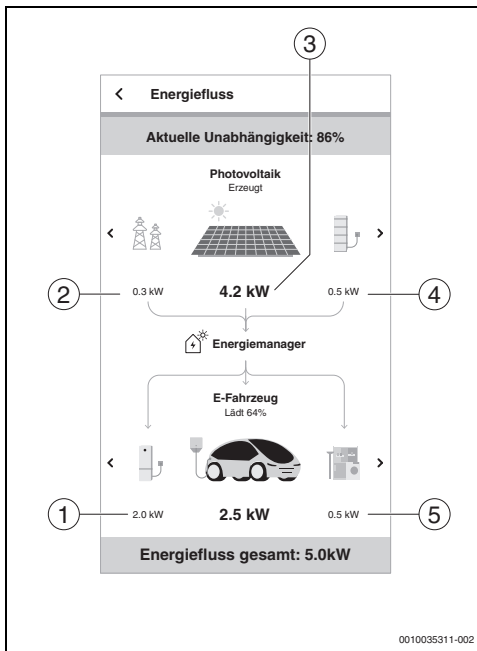 3
Energiefluss
Aktuelle Unabhängigkeit: 86%
Photovoltaik
Erzeugt
2
0.3 kW
4.2 kW
0.5 kW
4
Energiemanager
E-Fahrzeug
Lädt 64%
1
2.0 kW
2.5 kW
0.5 kW
5
Energiefluss gesamt: 5.0kW
0010035311-002